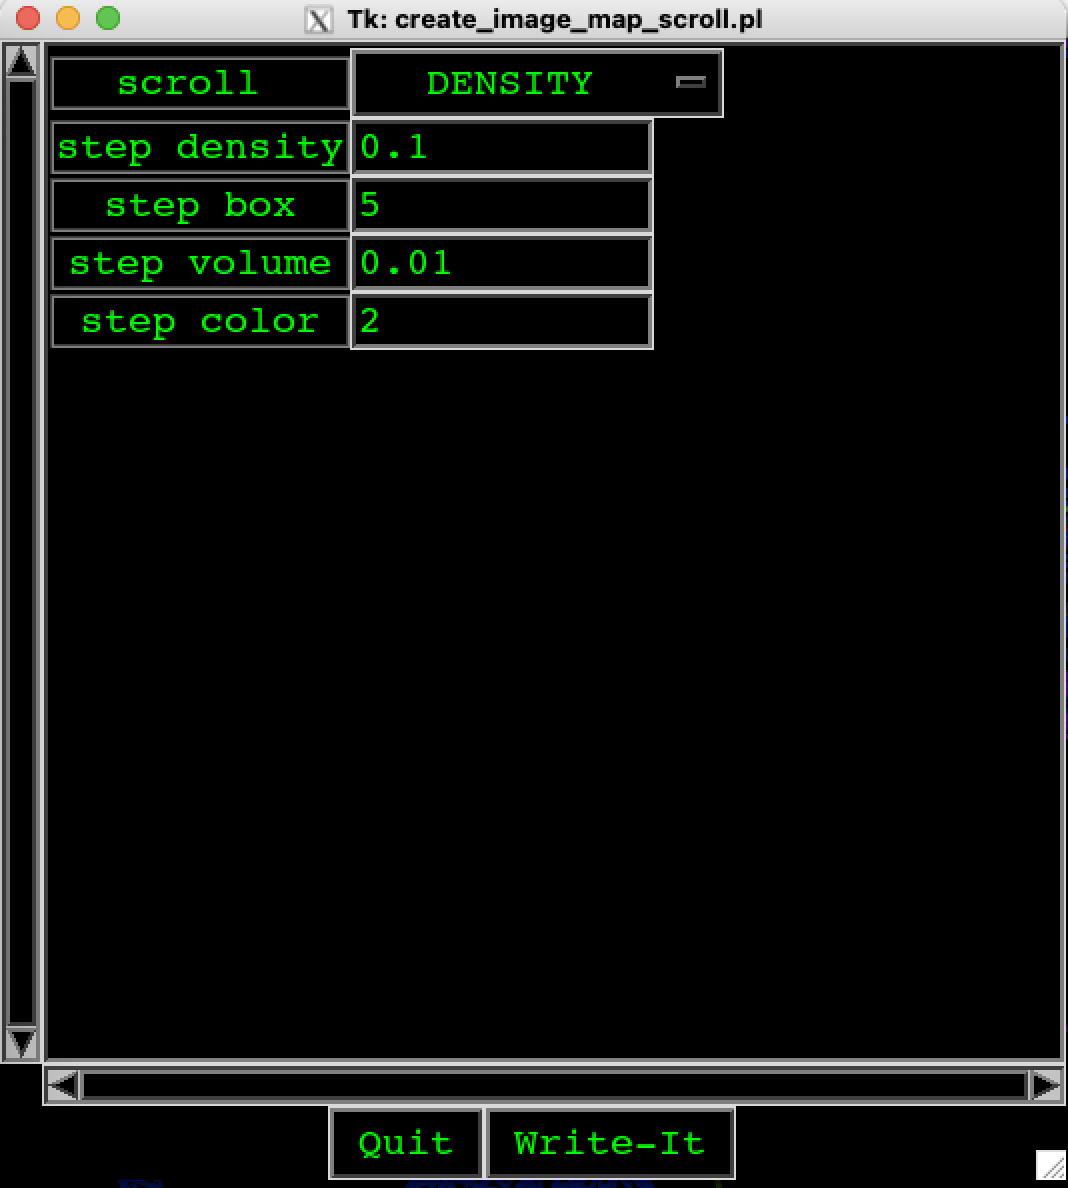 Tk: create_image_map_scroll.pl
scroll DENSITY
step density 0.1
step box 5
step volume 0.01
step color 2
Quit Write-It